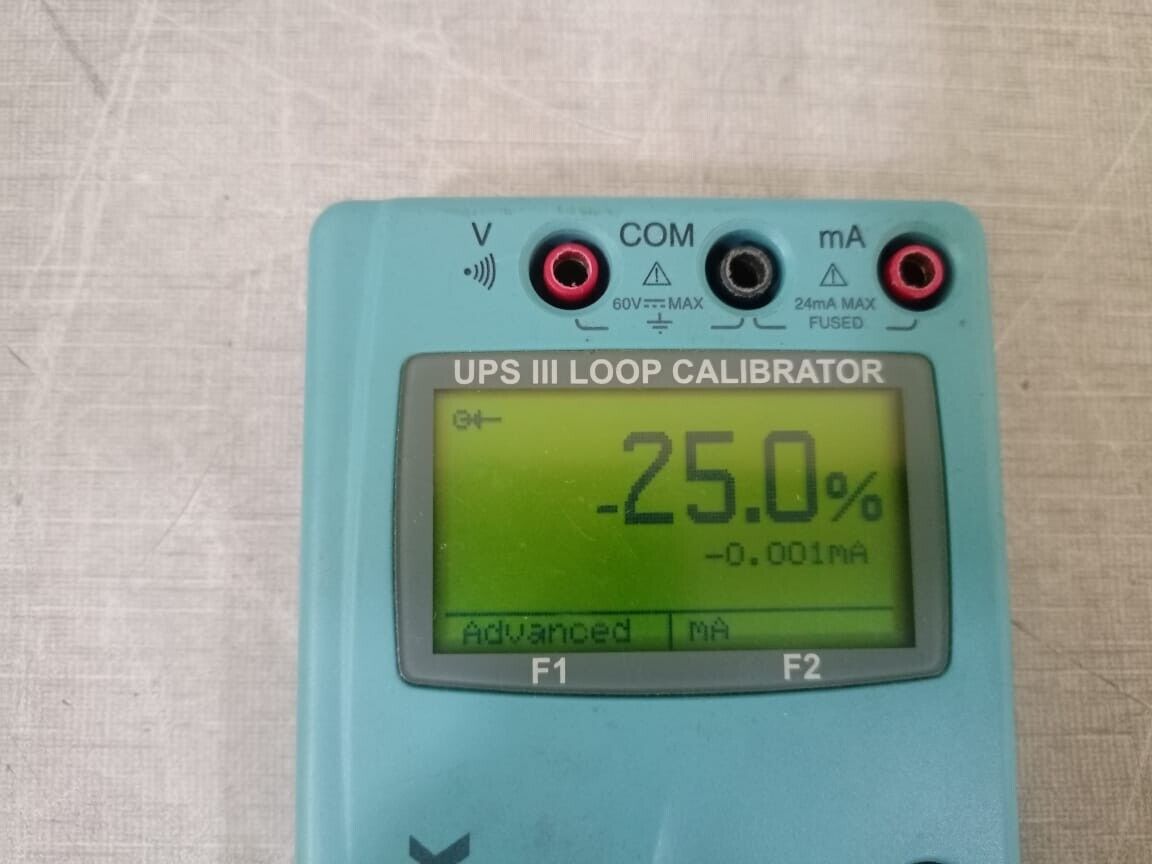 V COM mA
60V MAX 24mA MAX
FUSED
UPS III LOOP CALIBRATOR
-25.0%
-0.001mA
Advanced mA
F1 F2